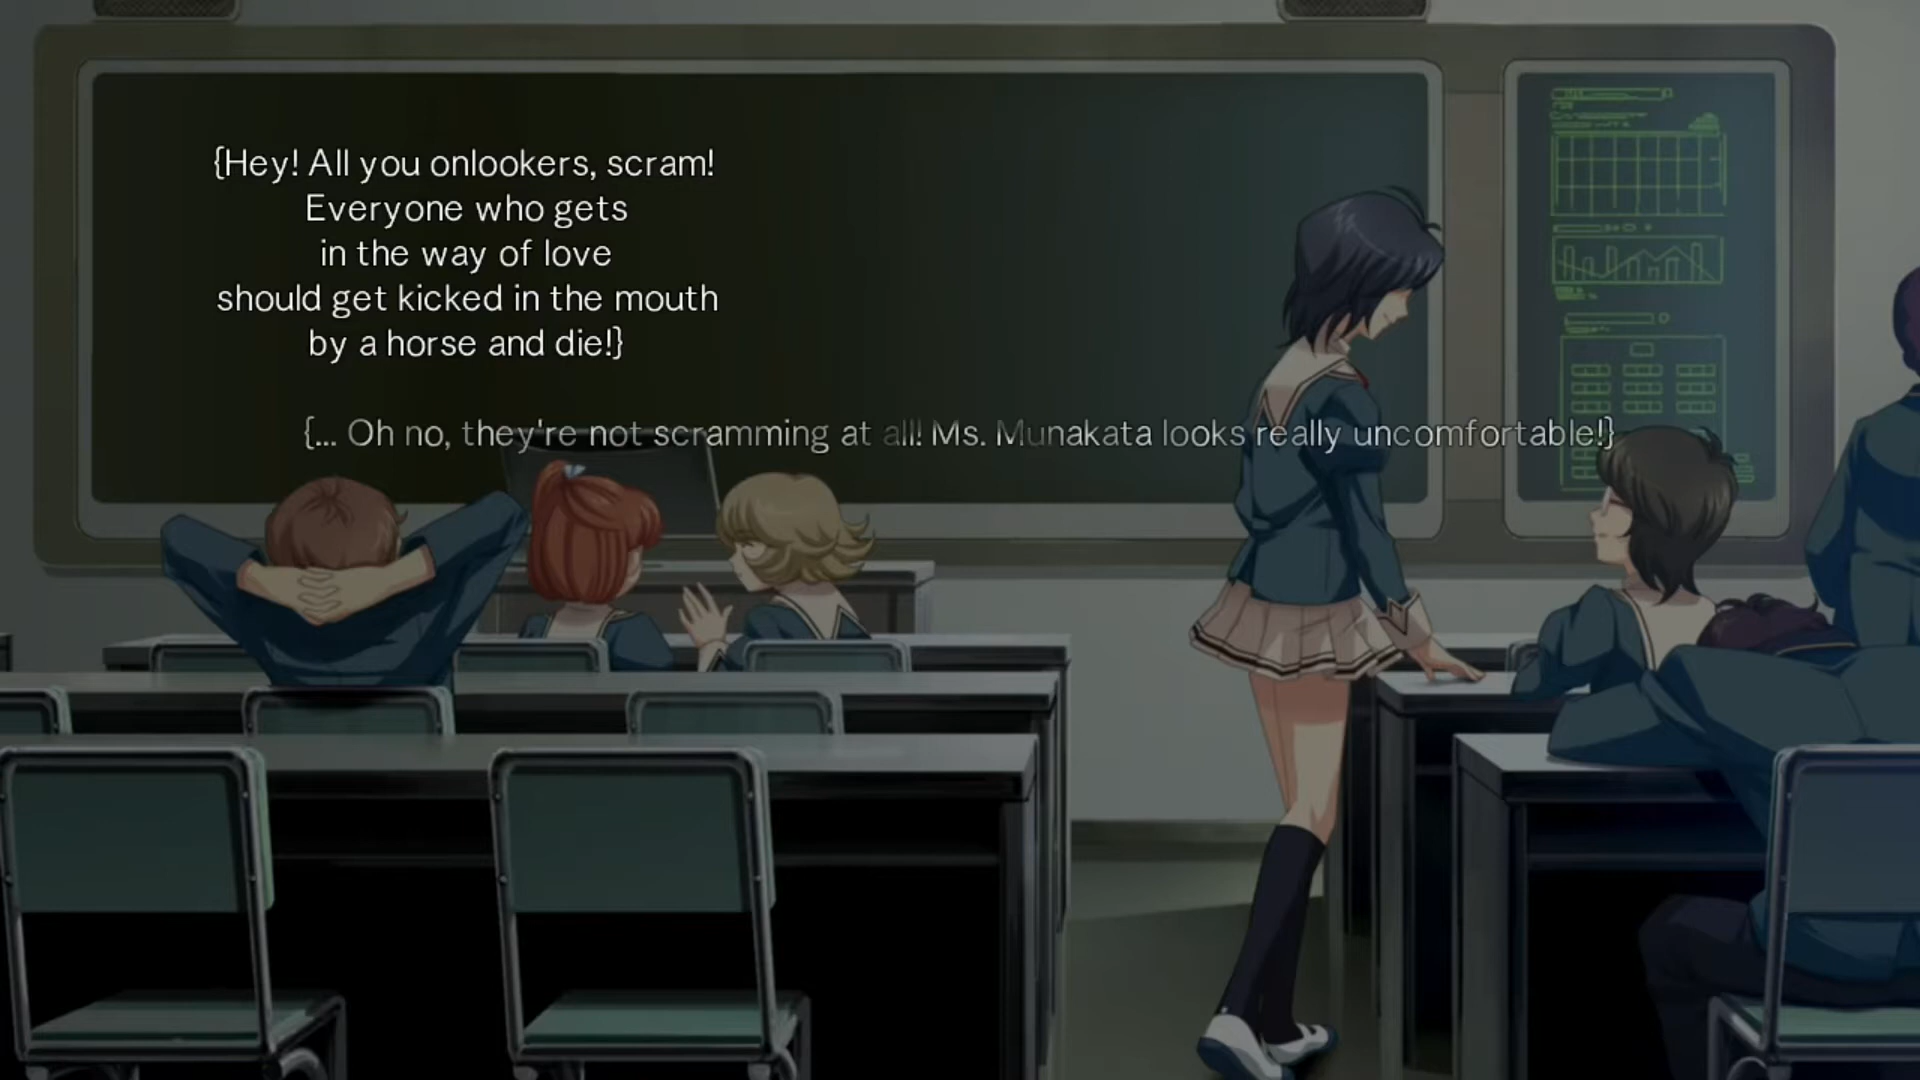 {Hey! All you onlookers, scram!
Everyone who gets
in the way of love
should get kicked in the mouth
by a horse and die!}
{... Oh no, they're not scramming at all! Ms. Munakata looks really uncomfortable!}